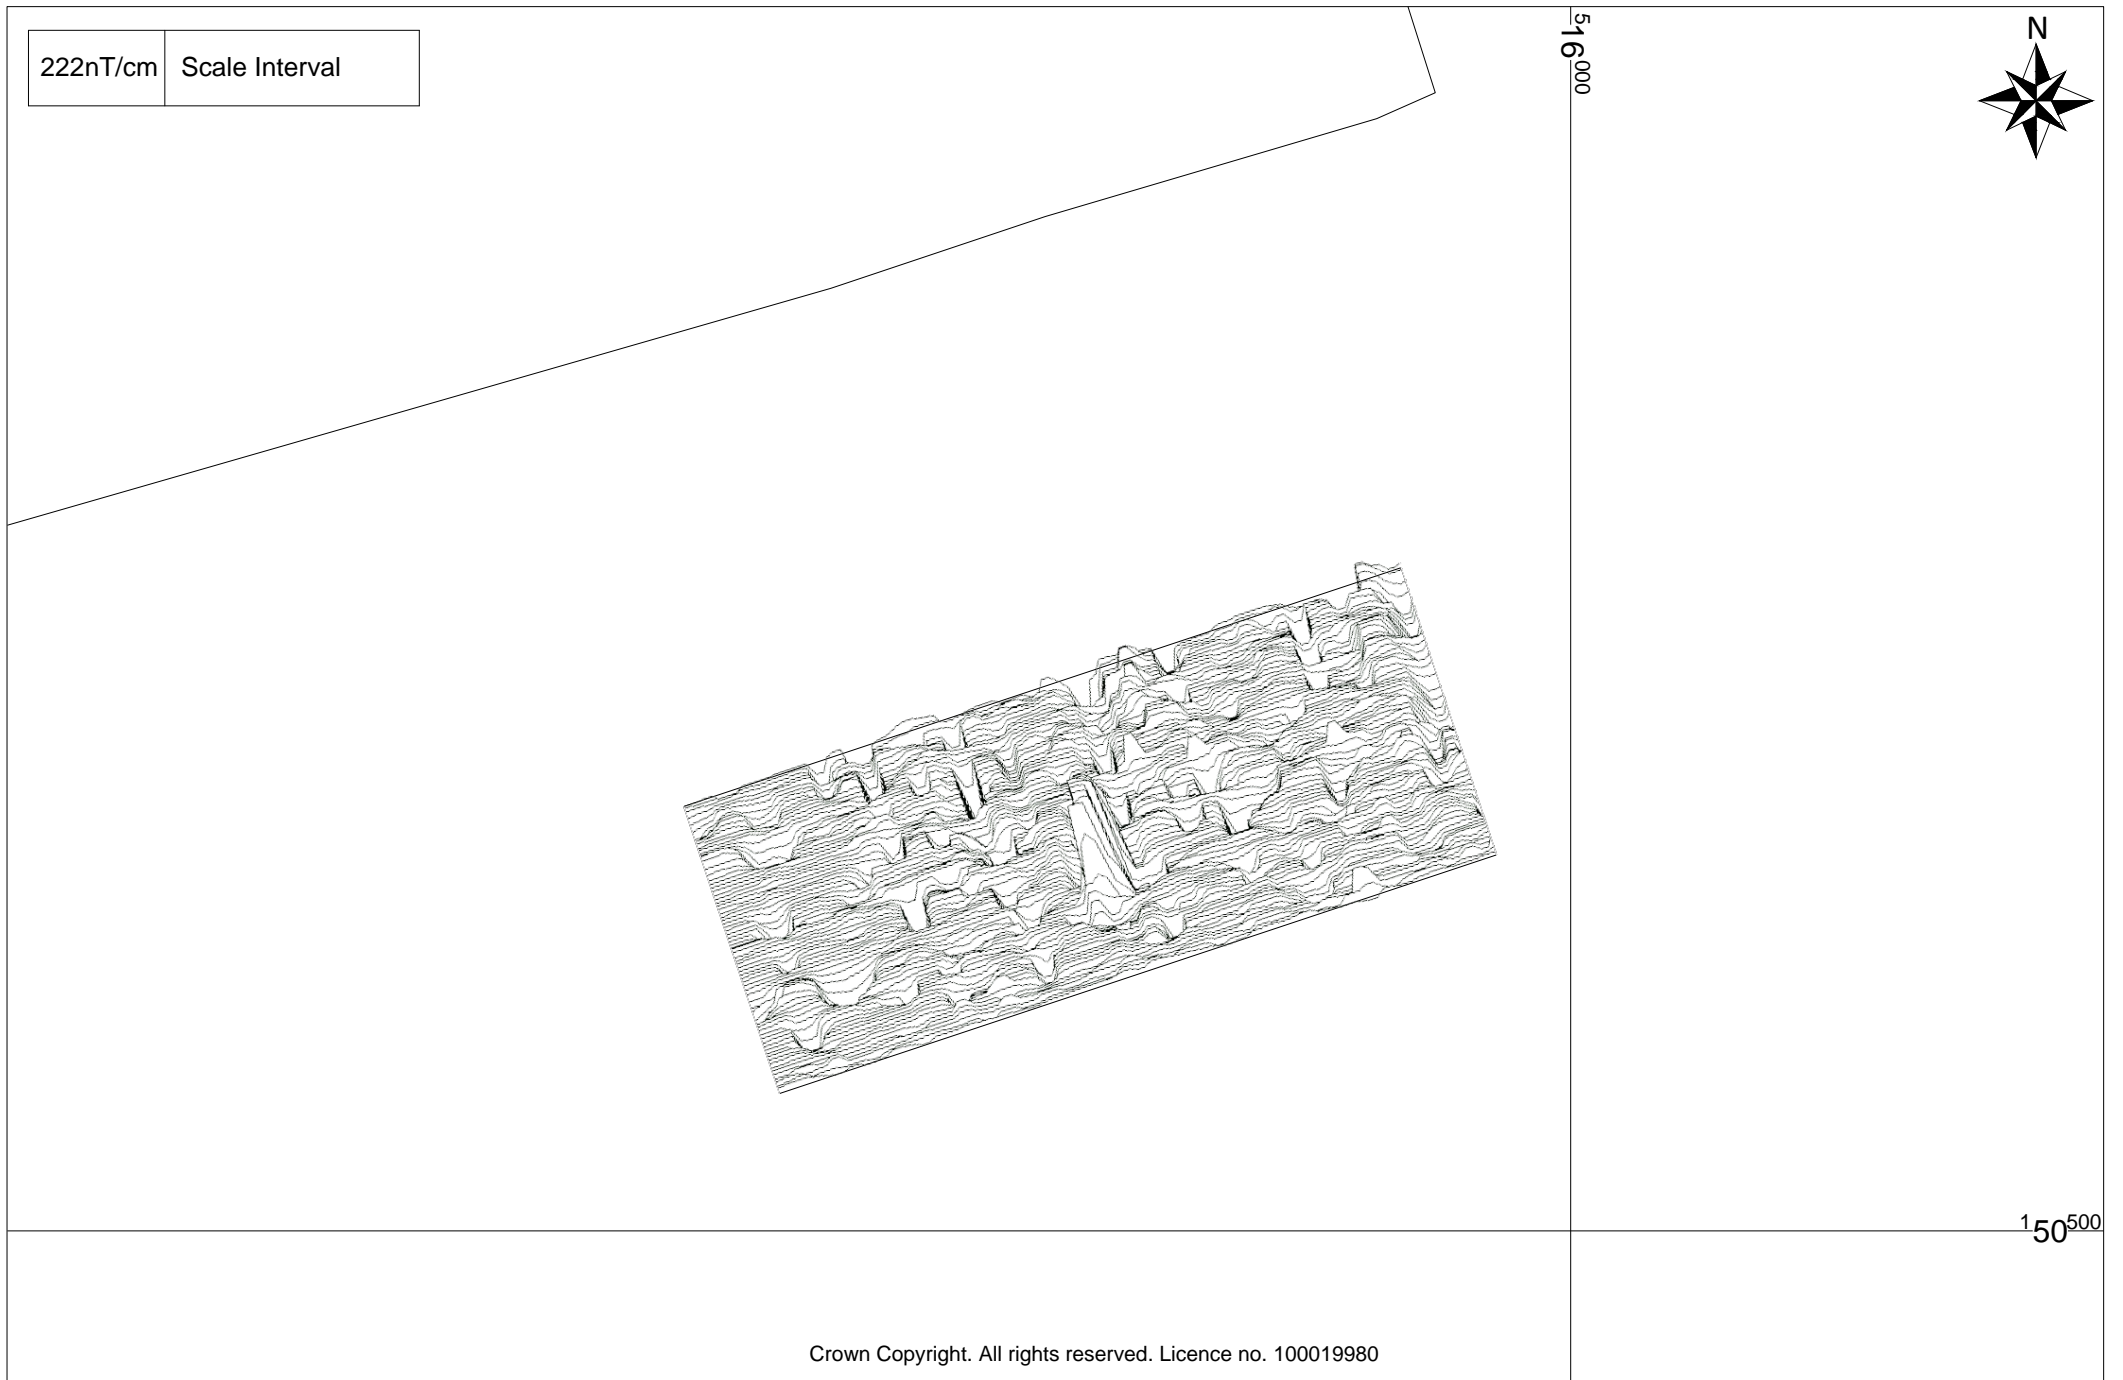 222nT/cm Scale Interval
516000
N
150500
Crown Copyright. All rights reserved. Licence no. 100019980